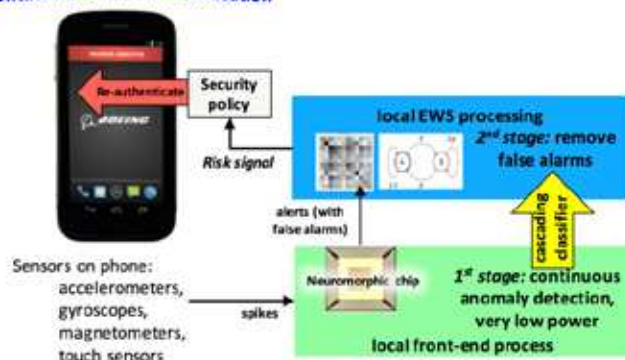 Re-authenticate
BOEING
Security
policy
Risk signal
local EWS processing
2nd stage: remove
false alarms
alerts (with
false alarms)
cascading
classifier
Sensors on phone:
accelerometers,
gyroscopes,
magnetometers,
touch sensors
spikes
Neuromorphic chip
1st stage: continuous
anomaly detection,
very low power
local front-end process